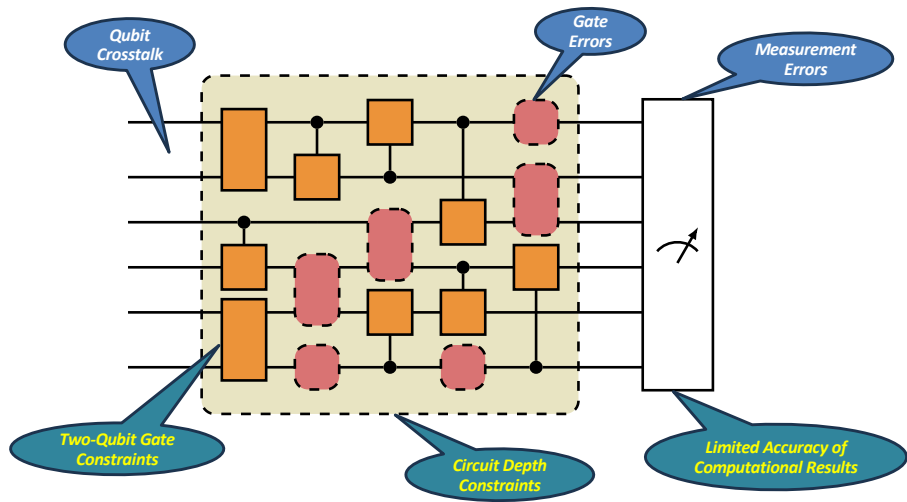 Qubit
Crosstalk
Gate
Errors
Measurement
Errors
Two-Qubit Gate
Constraints
Circuit Depth
Constraints
Limited Accuracy of
Computational Results